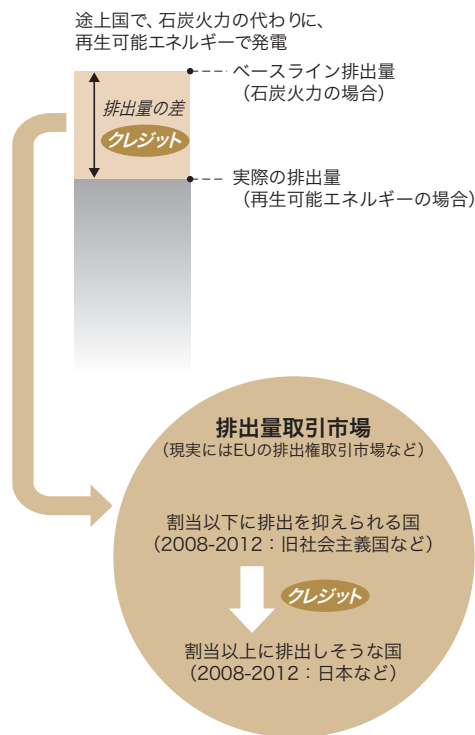 途上国で、石炭火力の代わりに、
再生可能エネルギーで発電
ベースライン排出量
（石炭火力の場合）
排出量の差
クレジット
実際の排出量
（再生可能エネルギーの場合）
排出量取引市場
（現実にはEUの排出権取引市場など）
割当以下に排出を抑えられる国
（2008-2012：旧社会主義国など）
クレジット
割当以上に排出しそうな国
（2008-2012：日本など）